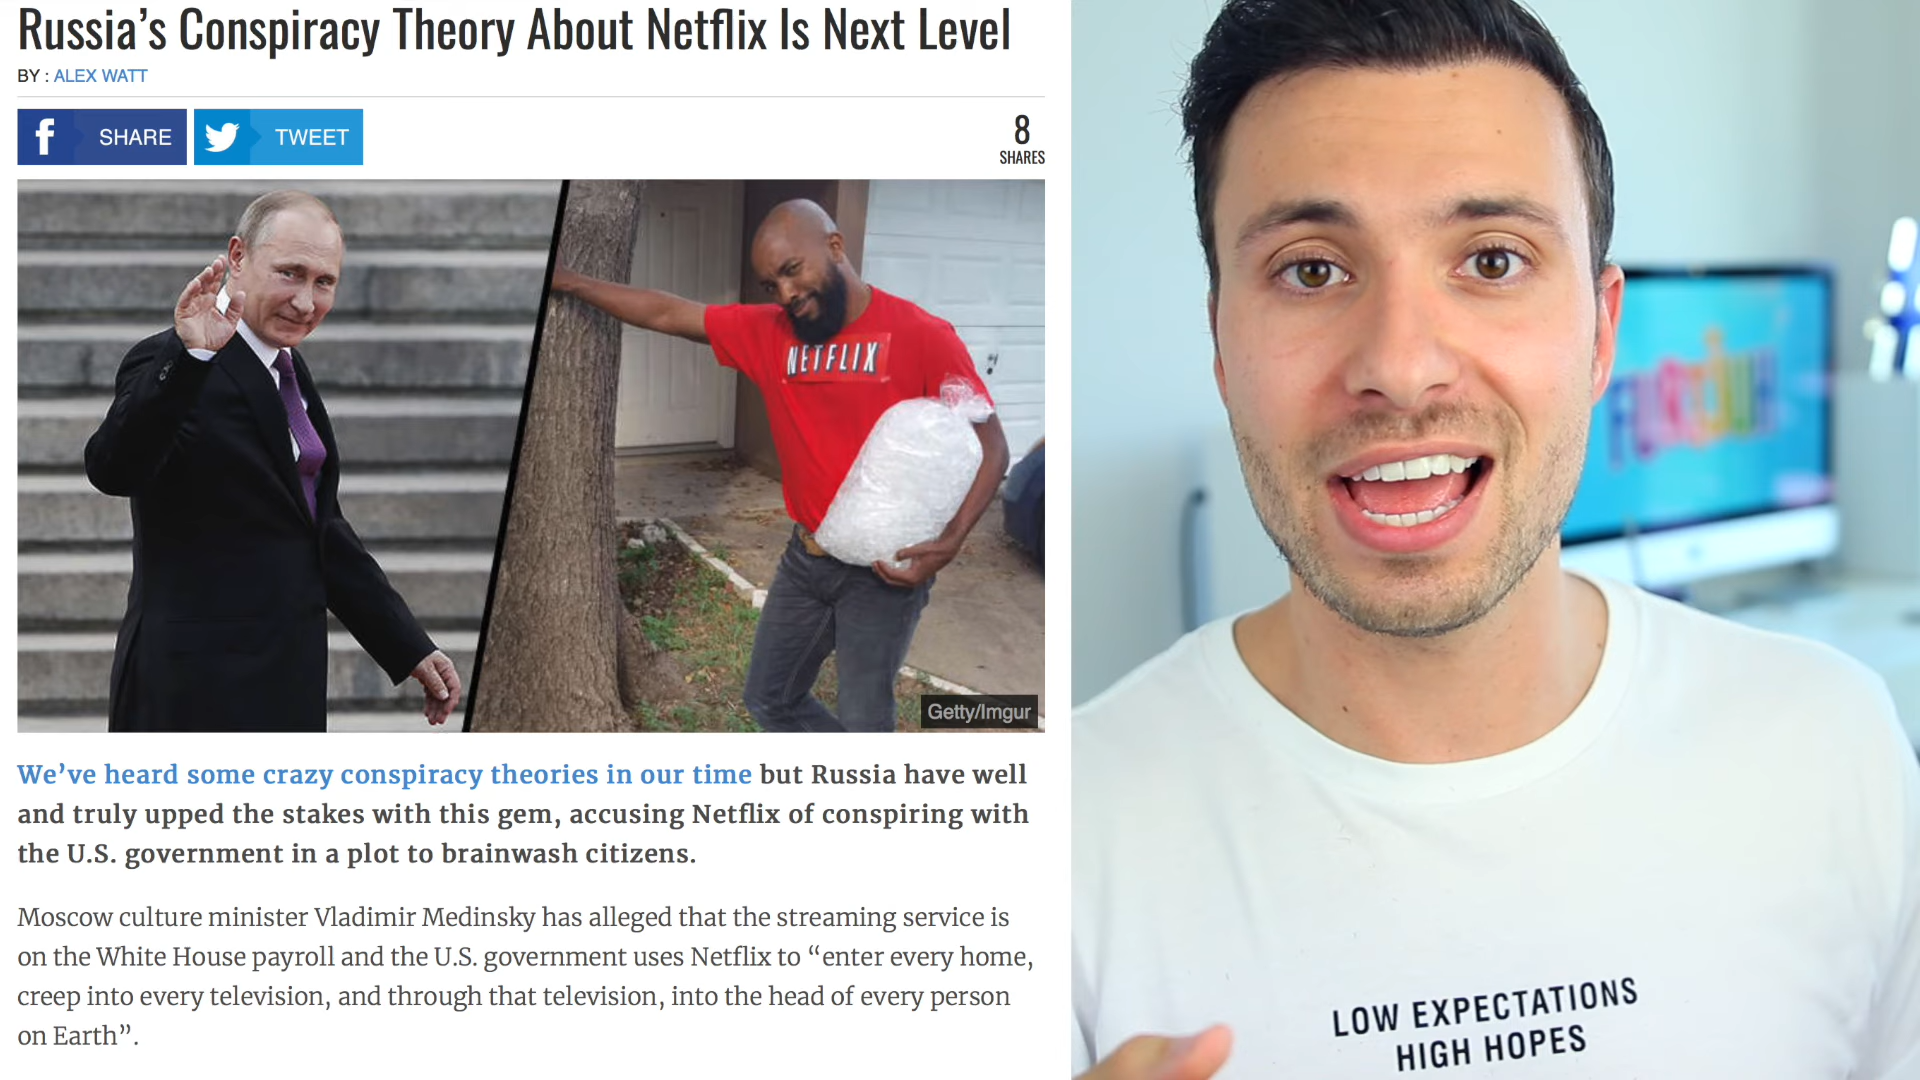 Russia's Conspiracy Theory About Netflix Is Next Level
BY : ALEX WATT
f SHARE
TWEET
8
SHARES
NETFLIX
Getty/Imgur
We've heard some crazy conspiracy theories in our time but Russia have well
and truly upped the stakes with this gem, accusing Netflix of conspiring with
the U.S. government in a plot to brainwash citizens.
Moscow culture minister Vladimir Medinsky has alleged that the streaming service is
on the White House payroll and the U.S. government uses Netflix to “enter every home,
creep into every television, and through that television, into the head of every person
on Earth”.
LOW EXPECTATIONS
HIGH HOPES